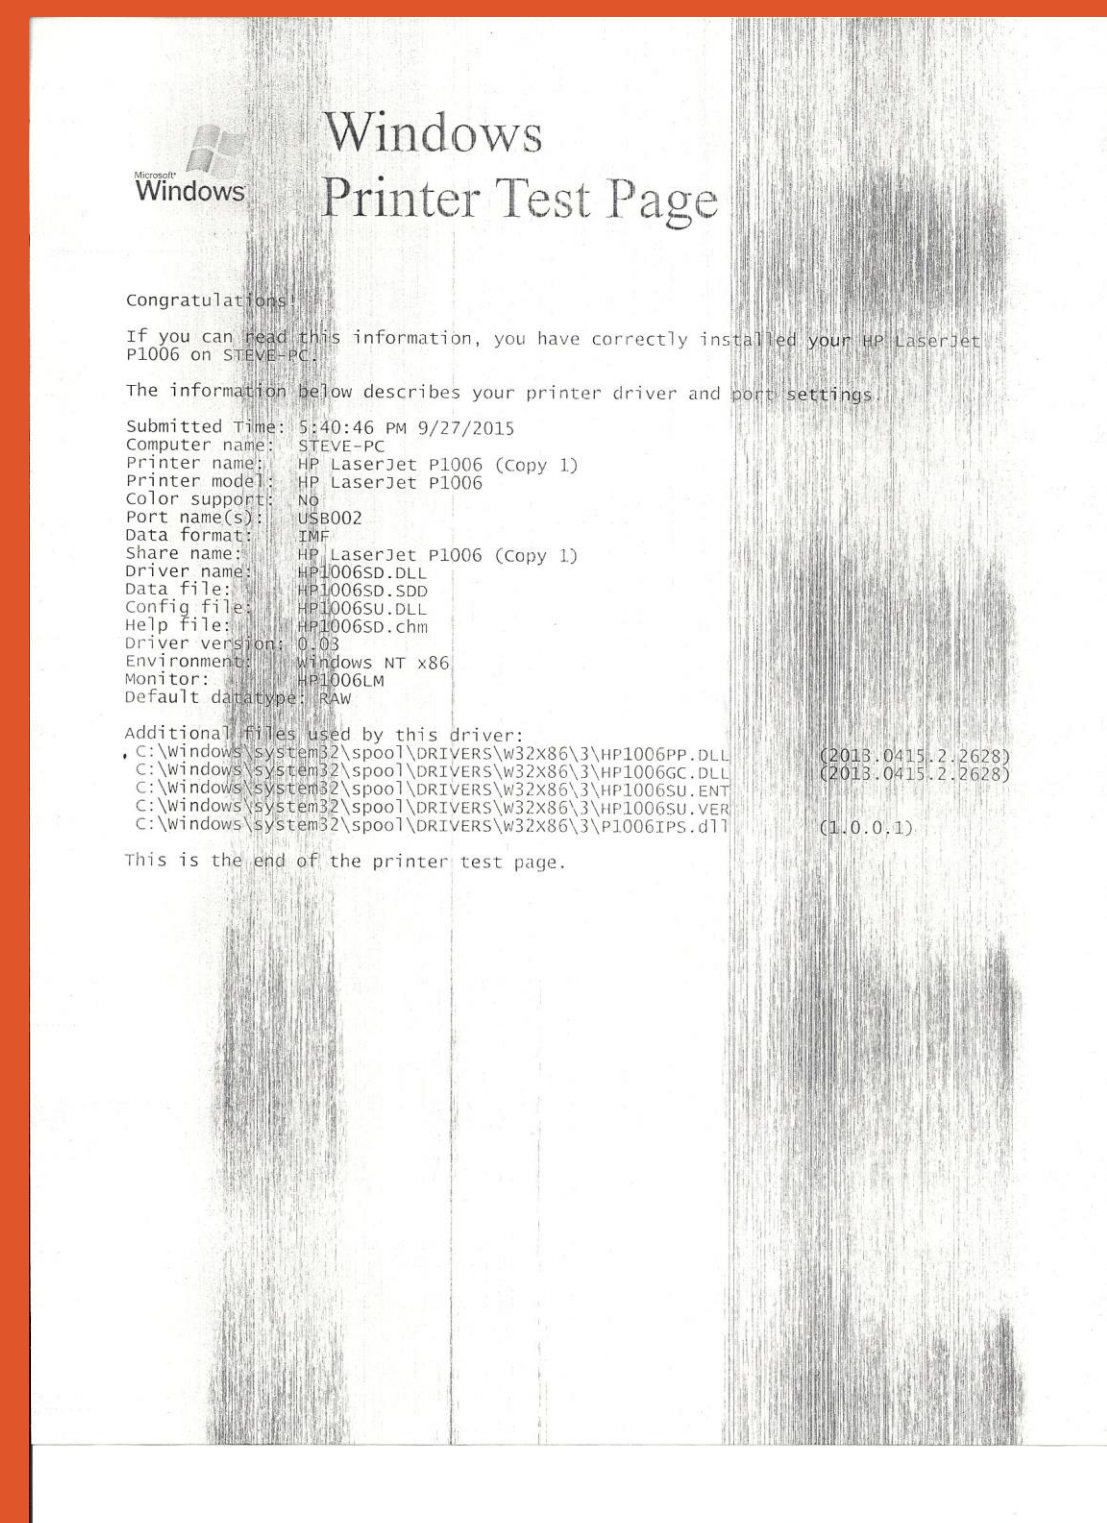 Microsoft
Windows
Windows
Printer Test Page
Congratulations!
If you can read this information, you have correctly installed your HP LaserJet
P1006 on STEVE-PC.
The information below describes your printer driver and port settings.
Submitted Time: 5:40:46 PM 9/27/2015
Computer name: STEVE-PC
Printer name: HP LaserJet P1006 (Copy 1)
Printer model: HP LaserJet P1006
Color support: No
Port name(s): USB002
Data format: IMF
Share name: HP LaserJet P1006 (Copy 1)
Driver name: HP1006SD.DLL
Data file: HP1006SD.SDD
Config file: HP1006SU.DLL
Help file: HP1006SD.chm
Driver version: 0.03
Environment: Windows NT x86
Monitor: HP1006LM
Default datatype: RAW
Additional files used by this driver:
C:\Windows\system32\spool\DRIVERS\W32X86\3\HP1006PP.DLL (2013.0415.2.2628)
C:\Windows\system32\spool\DRIVERS\W32X86\3\HP1006GC.DLL (2013.0415.2.2628)
C:\Windows\system32\spool\DRIVERS\W32X86\3\HP1006SU.ENT
C:\Windows\system32\spool\DRIVERS\W32X86\3\HP1006SU.VER
C:\Windows\system32\spool\DRIVERS\W32X86\3\P1006IPS.dll (1.0.0.1)
This is the end of the printer test page.